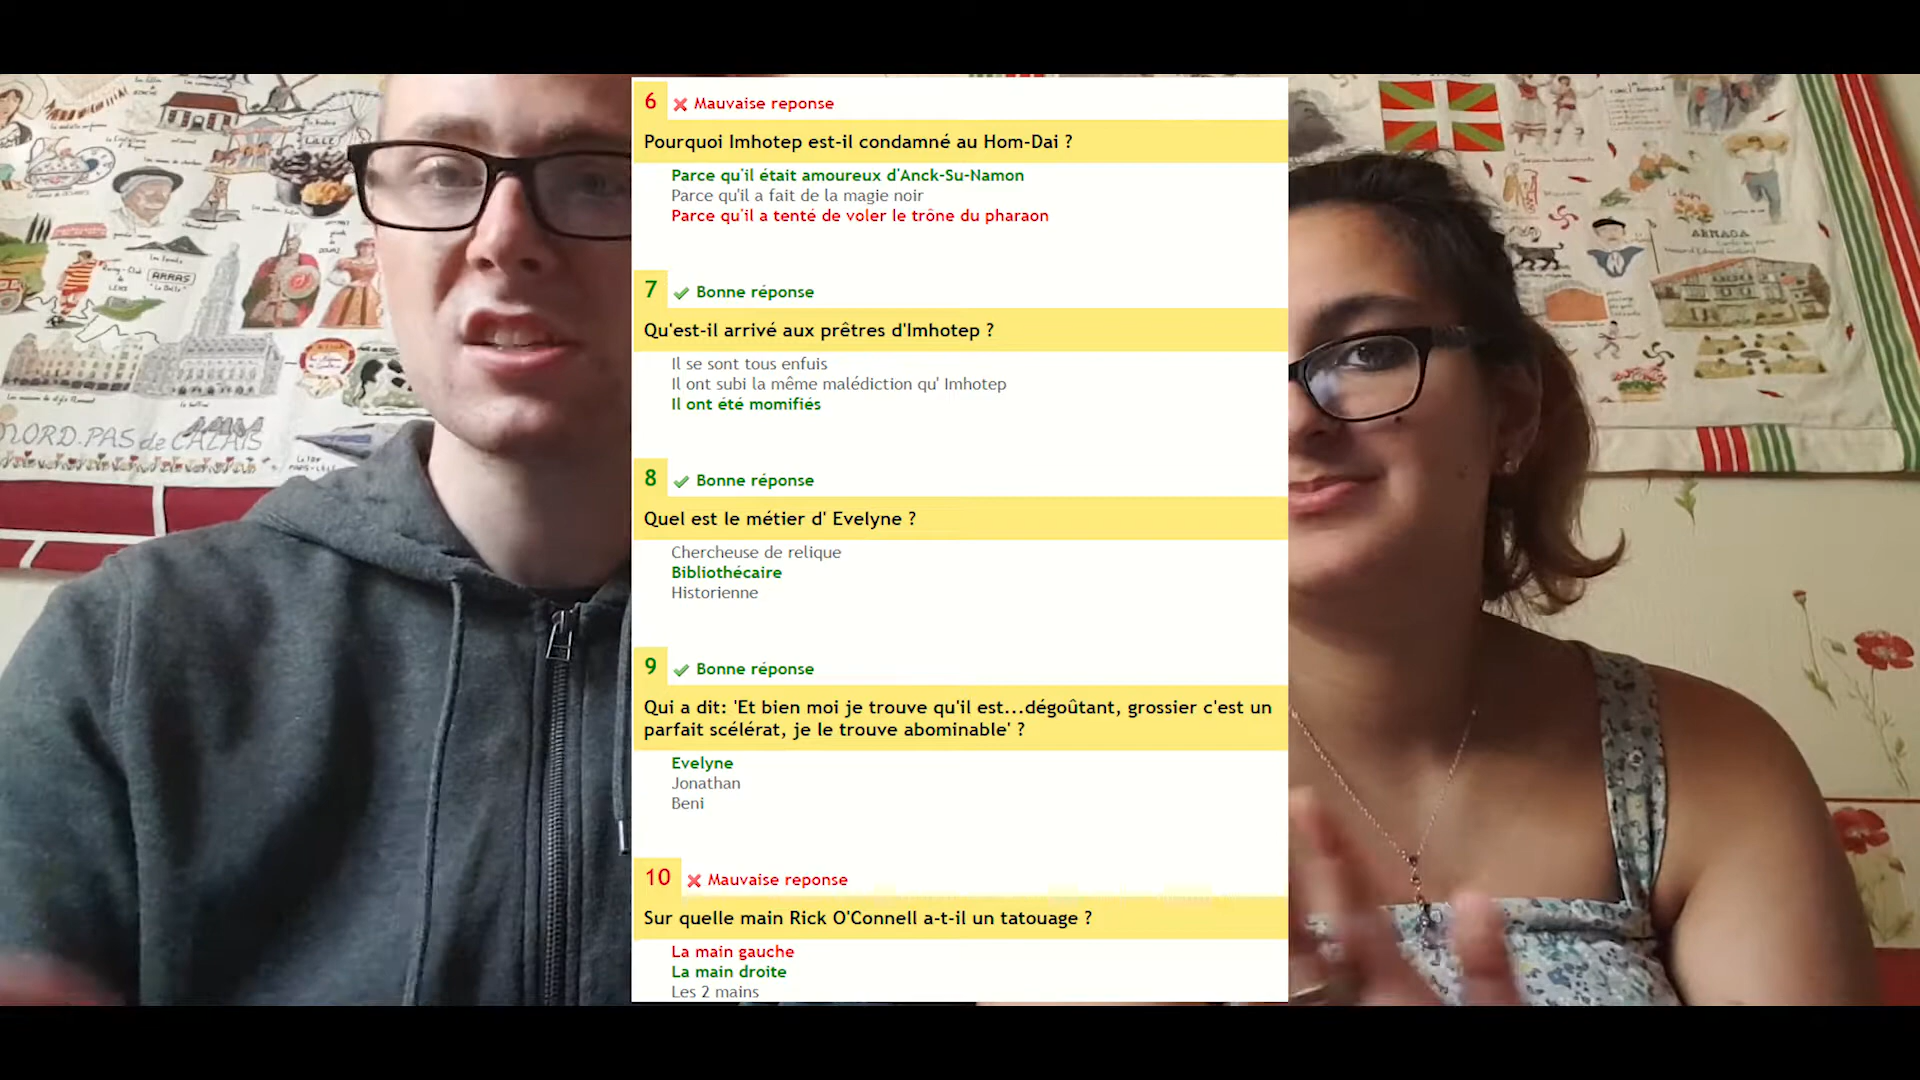 6 Mauvaise reponse
Pourquoi Imhotep est-il condamné au Hom-Dai ?
Parce qu'il était amoureux d'Anck-Su-Namon
Parce qu'il a fait de la magie noir
Parce qu'il a tenté de voler le trône du pharaon
7 Bonne réponse
Qu'est-il arrivé aux prêtres d'Imhotep ?
Il se sont tous enfuis
Il ont subi la même malédiction qu' Imhotep
Il ont été momifiés
8 Bonne réponse
Quel est le métier d' Evelyne ?
Chercheuse de relique
Bibliothécaire
Historienne
9 Bonne réponse
Qui a dit: 'Et bien moi je trouve qu'il est...dégoûtant, grossier c'est un
parfait scélérat, je le trouve abominable' ?
Evelyne
Jonathan
Beni
10 Mauvaise reponse
Sur quelle main Rick O'Connell a-t-il un tatouage ?
La main gauche
La main droite
Les 2 mains
LILLE
ARRAS
NORD.PAS de CALAIS